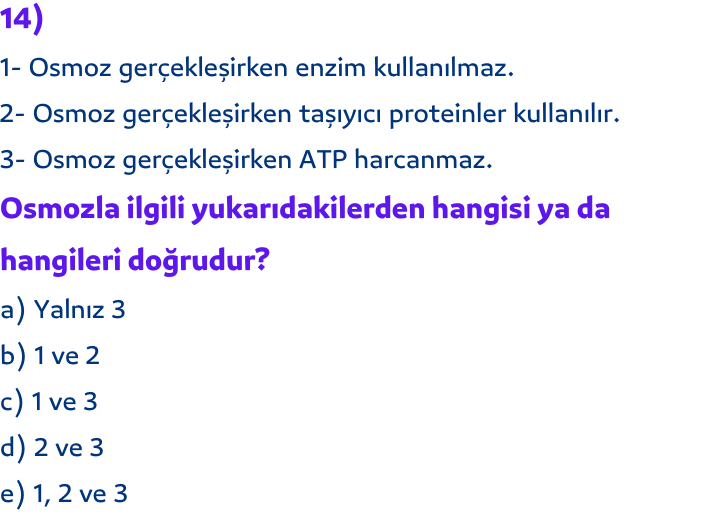 14)
1- Osmoz gerçekleşirken enzim kullanılmaz.
2- Osmoz gerçekleşirken taşıyıcı proteinler kullanılır.
3- Osmoz gerçekleşirken ATP harcanmaz.
Osmozla ilgili yukarıdakilerden hangisi ya da
hangileri doğrudur?
a) Yalnız 3
b) 1 ve 2
c) 1 ve 3
d) 2 ve 3
e) 1, 2 ve 3